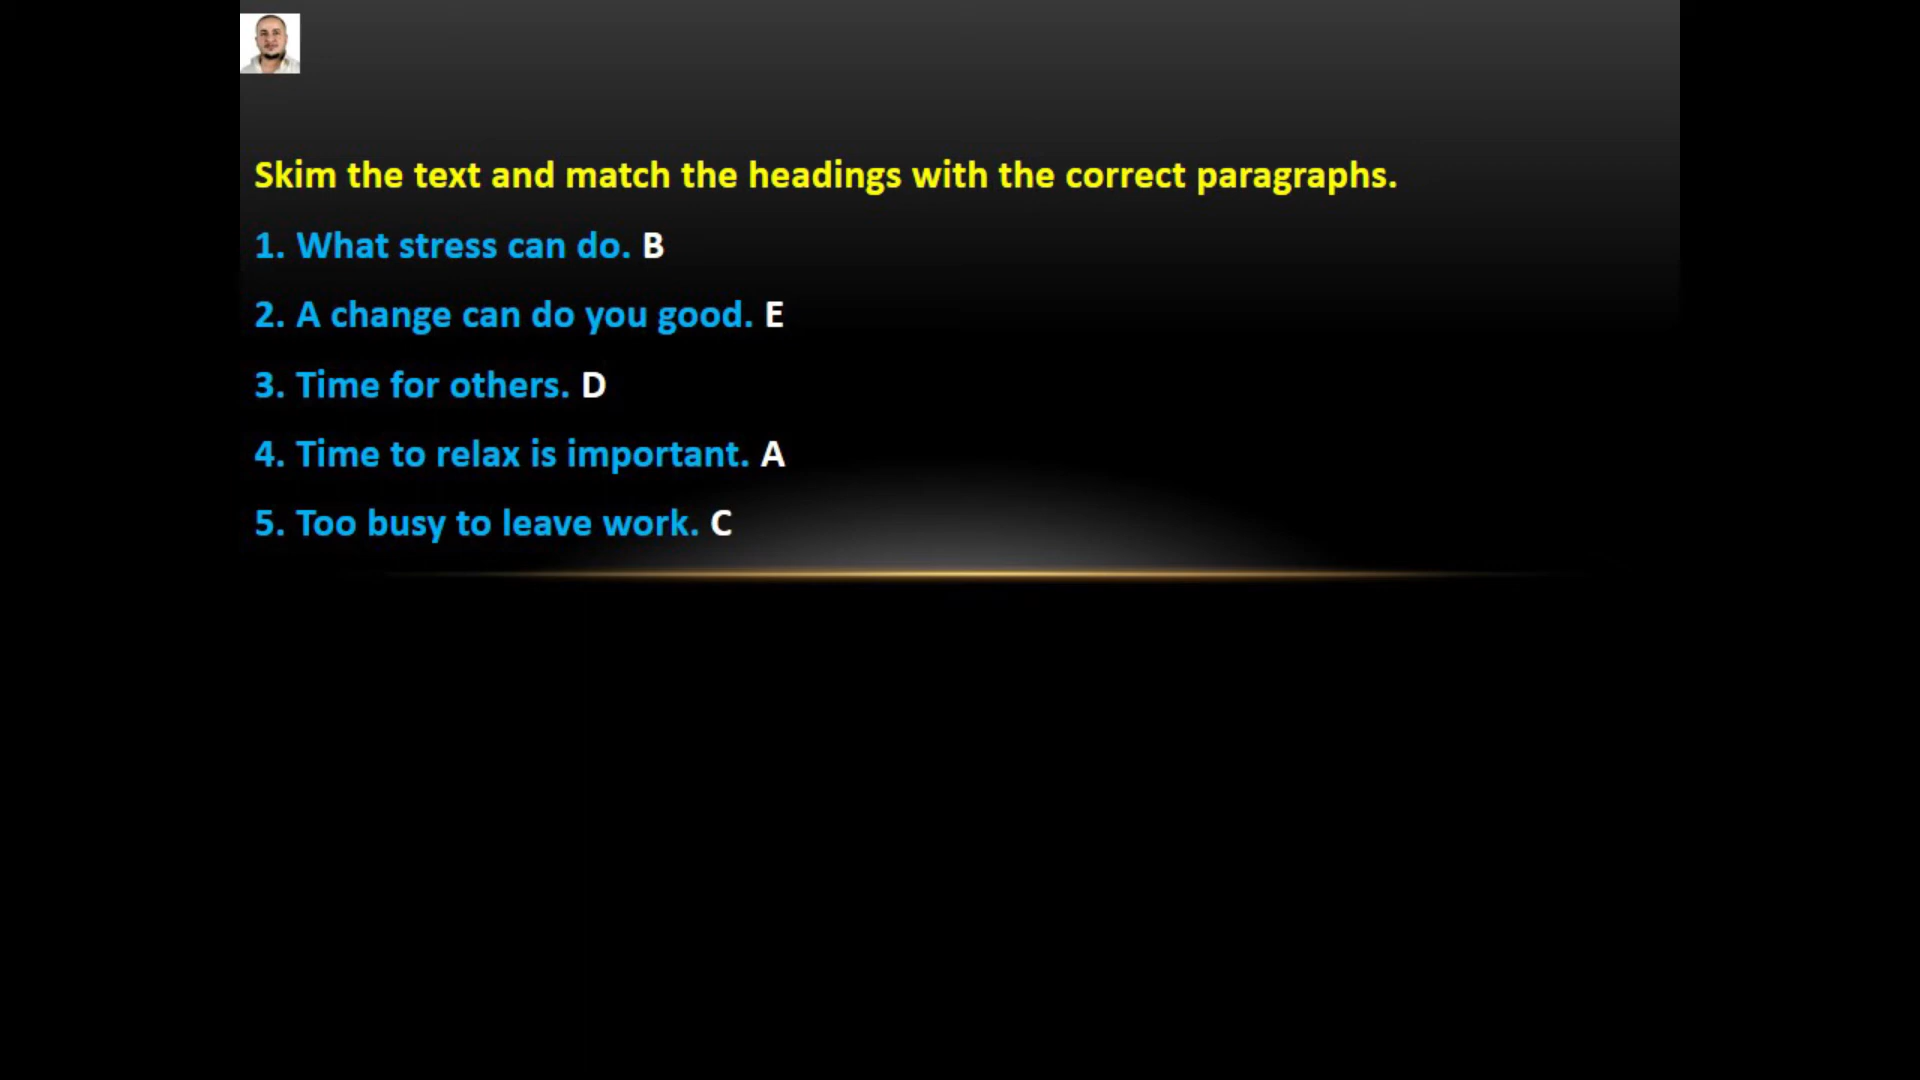 Skim the text and match the headings with the correct paragraphs.
1. What stress can do. B
2. A change can do you good. E
3. Time for others. D
4. Time to relax is important. A
5. Too busy to leave work. C